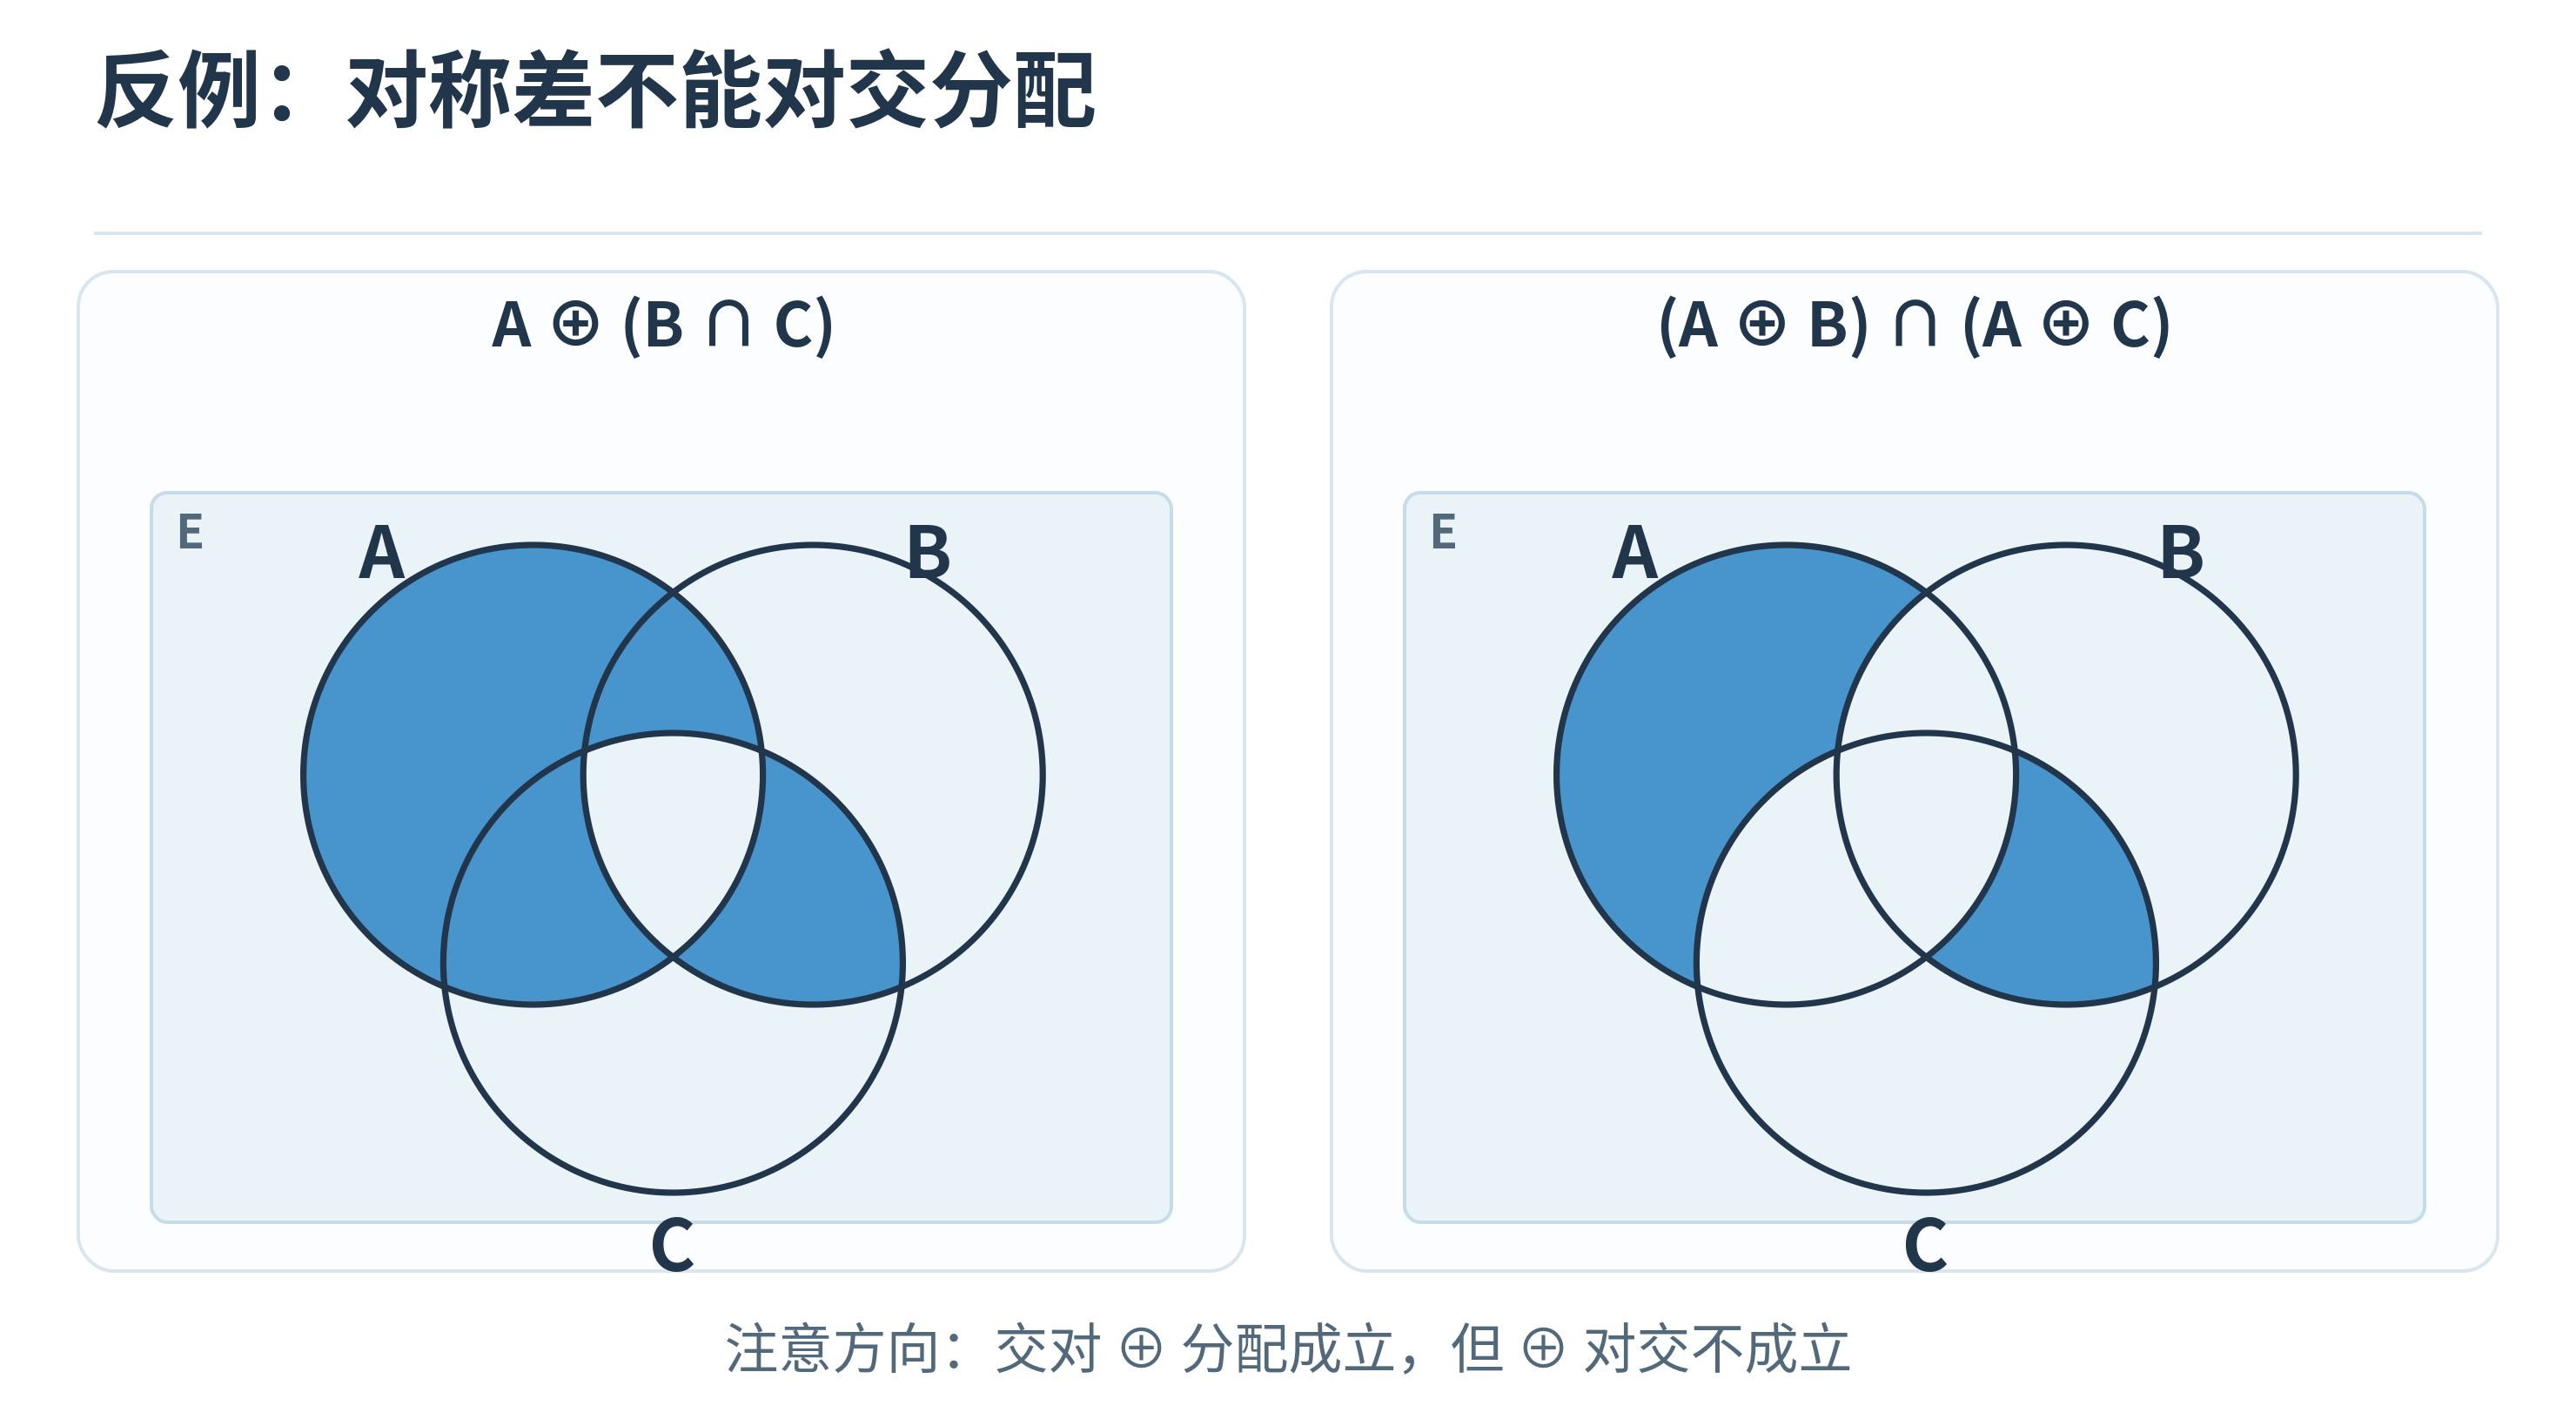 反例：对称差不能对交分配
A ⊕ (B ∩ C)
E
A
B
C
(A ⊕ B) ∩ (A ⊕ C)
E
A
B
C
注意方向：交对 ⊕ 分配成立，但 ⊕ 对交不成立